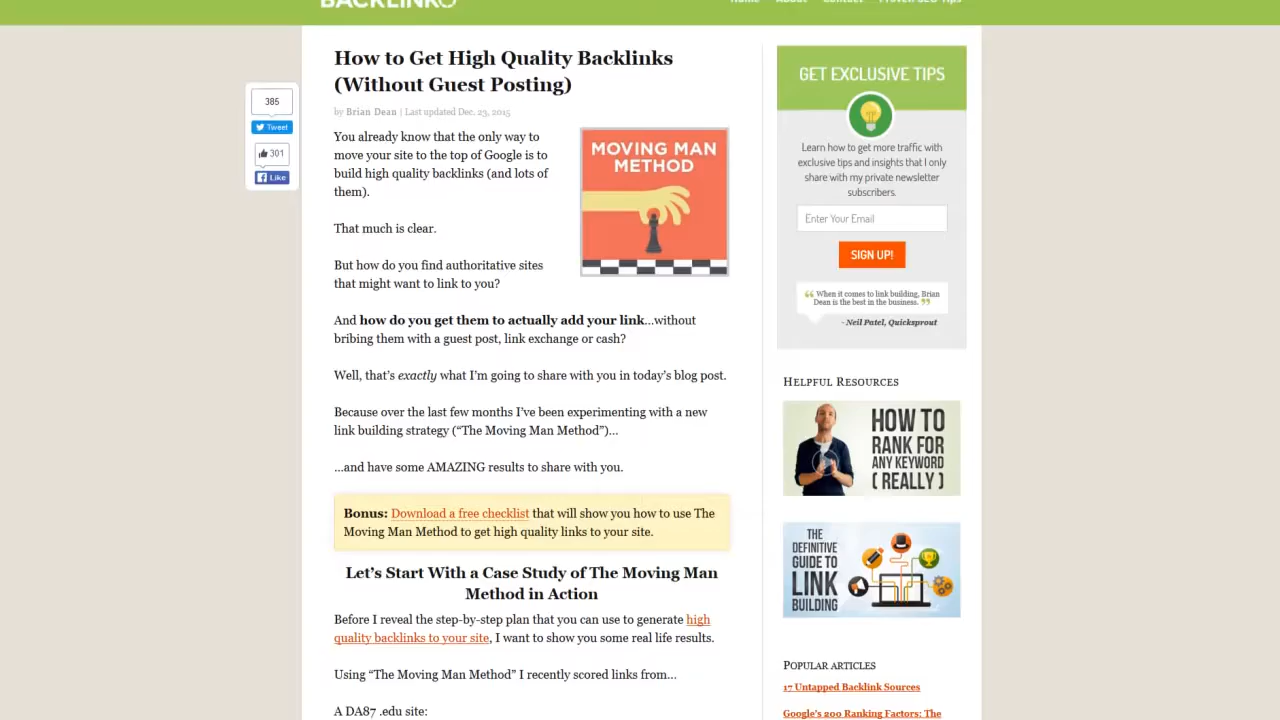 BACKLINKO
Home About Contact Proven SEO Tips
How to Get High Quality Backlinks
(Without Guest Posting)
by Brian Dean | Last updated Dec. 23, 2015
385
Tweet
301
Like
You already know that the only way to
move your site to the top of Google is to
build high quality backlinks (and lots of
them).
MOVING MAN
METHOD
That much is clear.
But how do you find authoritative sites
that might want to link to you?
And how do you get them to actually add your link…without
bribing them with a guest post, link exchange or cash?
Well, that’s exactly what I’m going to share with you in today’s blog post.
Because over the last few months I’ve been experimenting with a new
link building strategy (“The Moving Man Method”)…
…and have some AMAZING results to share with you.
Bonus: Download a free checklist that will show you how to use The
Moving Man Method to get high quality links to your site.
Let’s Start With a Case Study of The Moving Man
Method in Action
Before I reveal the step-by-step plan that you can use to generate high
quality backlinks to your site, I want to show you some real life results.
Using “The Moving Man Method” I recently scored links from…
A DA87 .edu site:
GET EXCLUSIVE TIPS
Learn how to get more traffic with
exclusive tips and insights that I only
share with my private newsletter
subscribers.
Enter Your Email
SIGN UP!
“ When it comes to link building, Brian
Dean is the best in the business. ”
- Neil Patel, Quicksprout
HELPFUL RESOURCES
HOW TO
RANK FOR
ANY KEYWORD
( REALLY )
THE
DEFINITIVE
GUIDE TO
LINK
BUILDING
POPULAR ARTICLES
17 Untapped Backlink Sources
Google’s 200 Ranking Factors: The